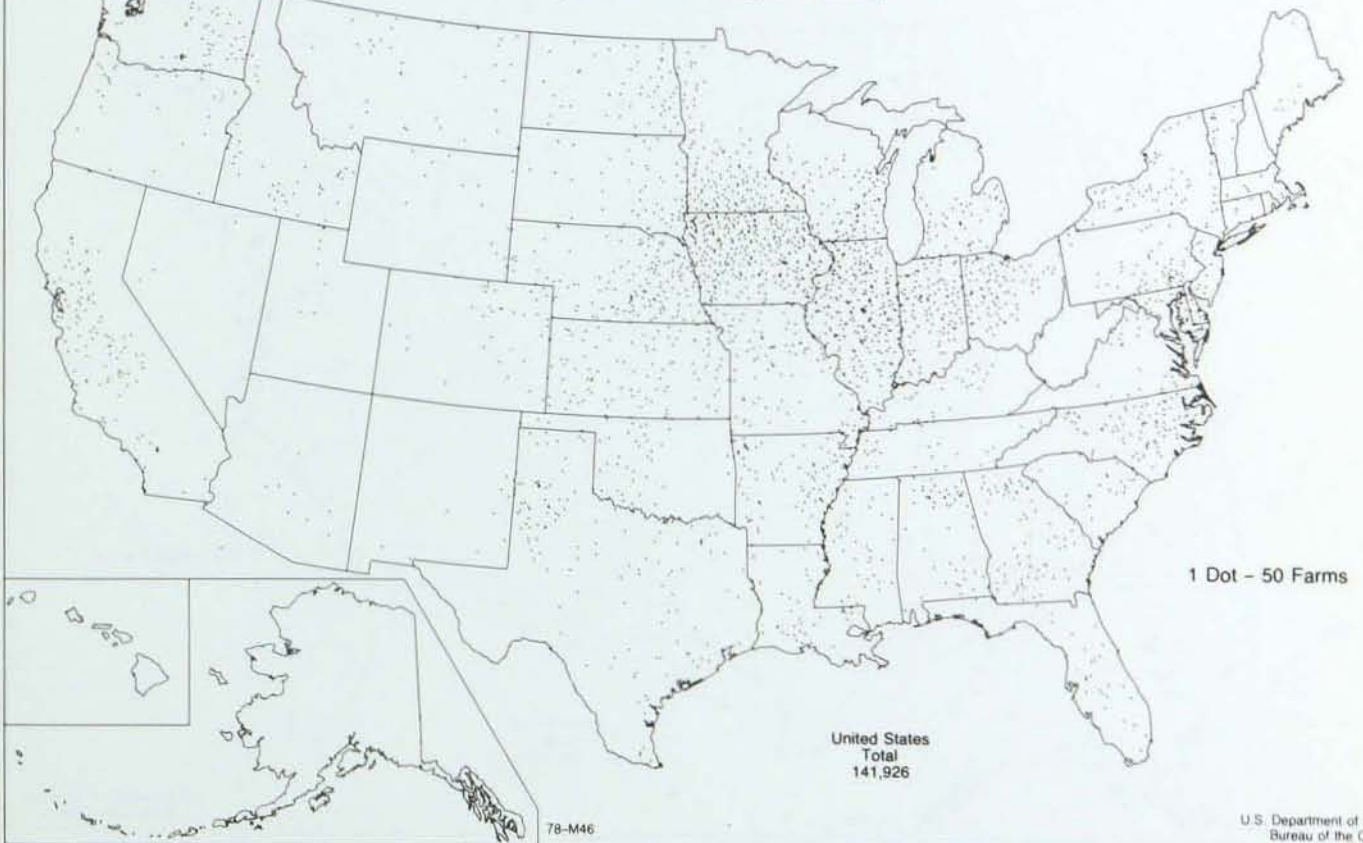 1 Dot - 50 Farms
United States
Total
141,926
78-M46
U.S. Department of
Bureau of the